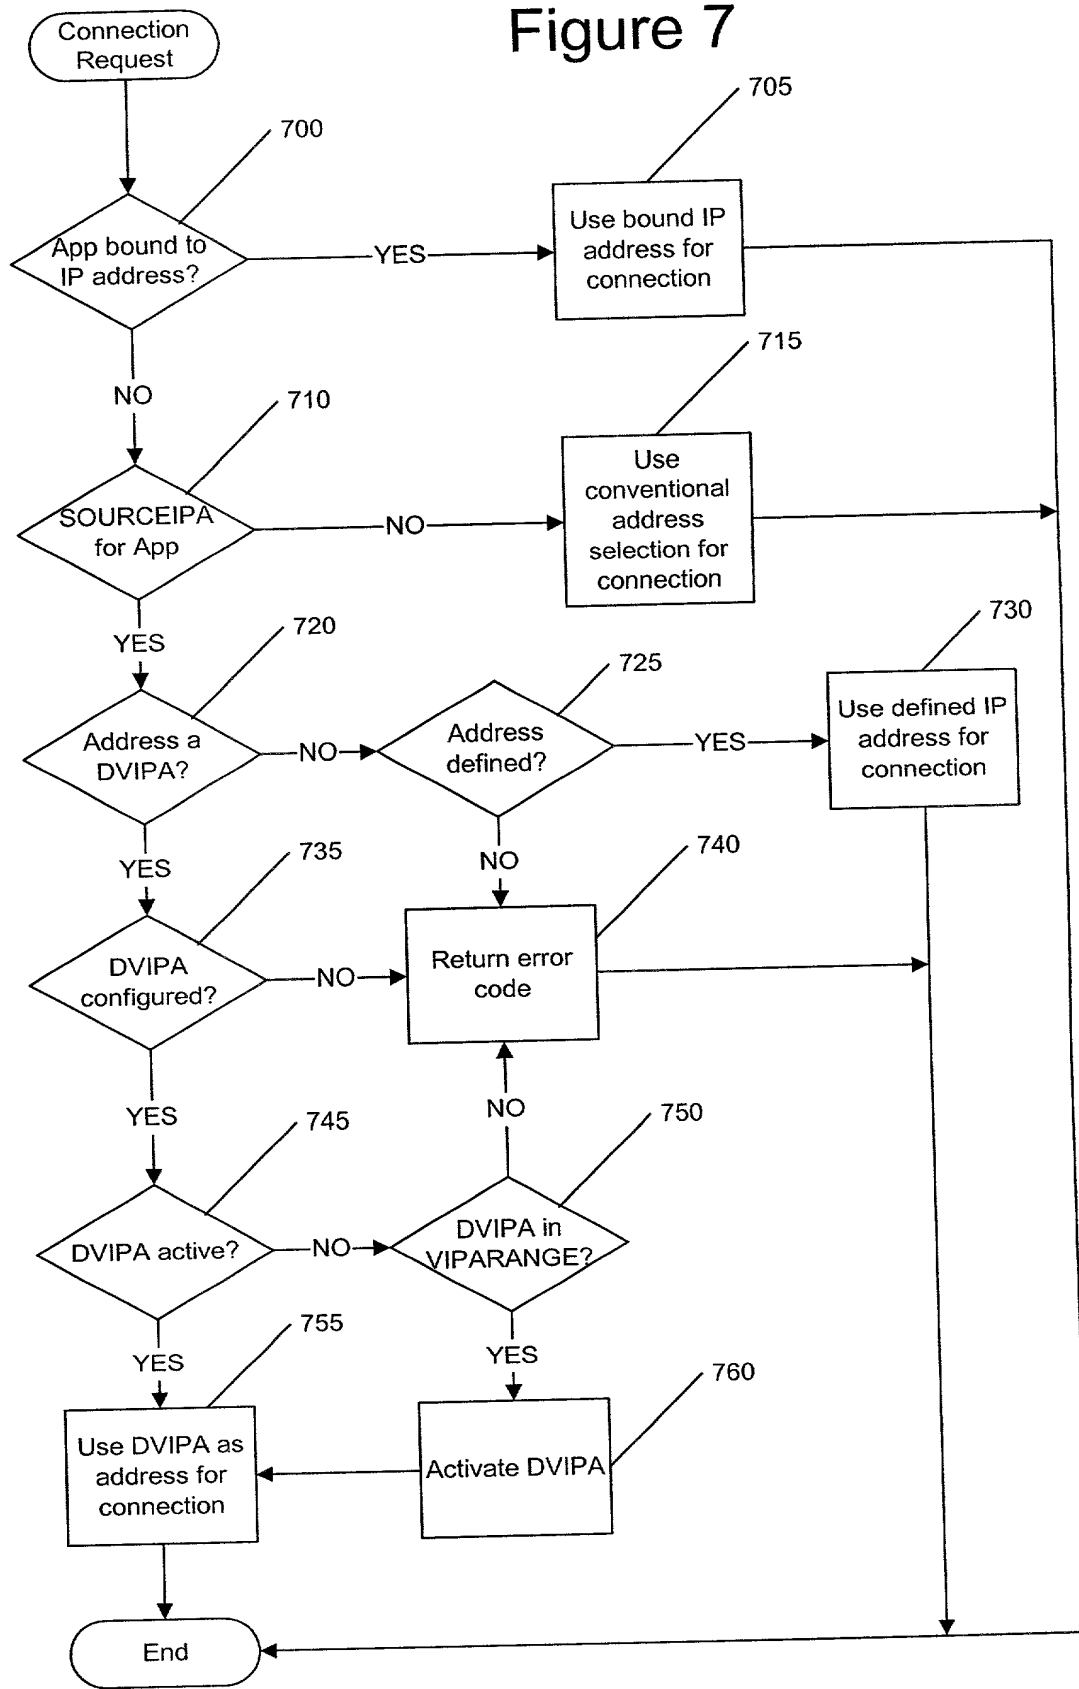 Figure 7
Connection
Request
705
700
Use bound IP
address for
connection
App bound to
IP address?
YES
NO
715
710
Use
conventional
address
selection for
connection
SOURCEIPA
for App
NO
YES
720
730
725
Use defined IP
address for
connection
Address a
DVIPA?
NO
Address
defined?
YES
YES
NO
735
740
DVIPA
configured?
NO
Return error
code
YES
NO
745
750
DVIPA active?
NO
DVIPA in
VIPARANGE?
755
YES
YES
760
Use DVIPA as
address for
connection
Activate DVIPA
End